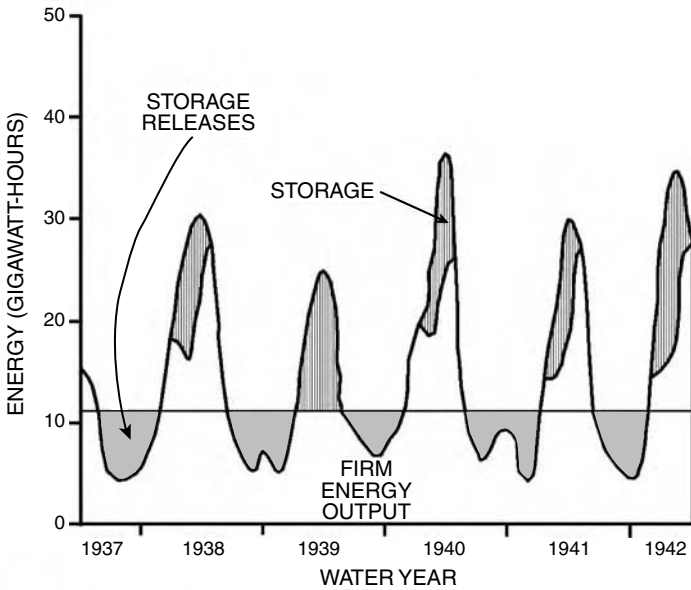 50
40
30
20
10
0
ENERGY (GIGAWATT-HOURS)
STORAGE
RELEASES
STORAGE
FIRM
ENERGY
OUTPUT
1937 1938 1939 1940 1941 1942
WATER YEAR